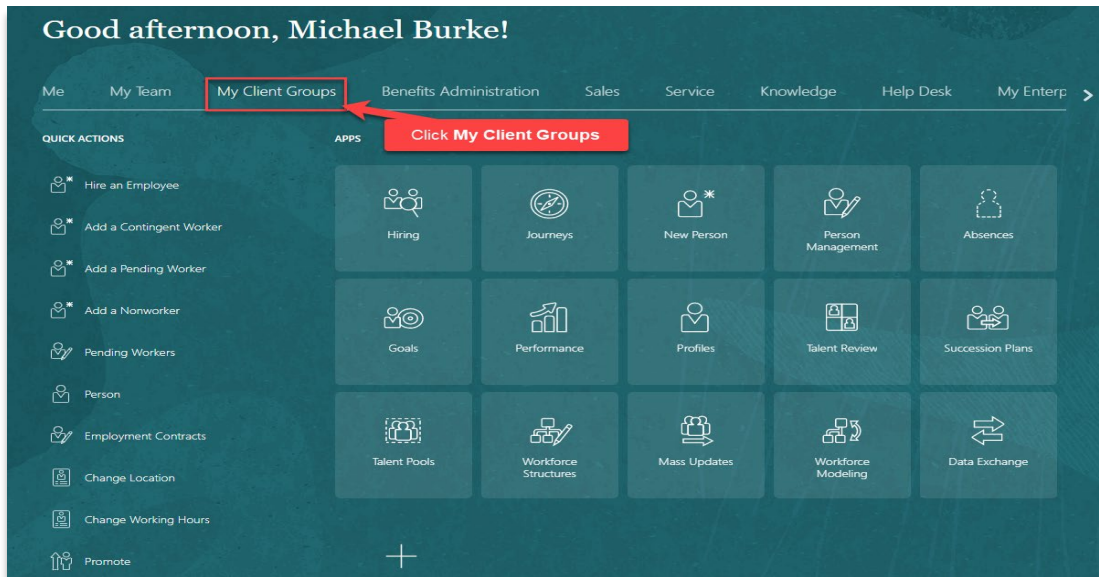 Good afternoon, Michael Burke!
Me My Team My Client Groups Benefits Administration Sales Service Knowledge Help Desk My Enterp
Click My Client Groups
QUICK ACTIONS
Hire an Employee
Add a Contingent Worker
Add a Pending Worker
Add a Nonworker
Pending Workers
Person
Employment Contracts
Change Location
Change Working Hours
Promote
APPS
Hiring
Journeys
New Person
Person
Management
Absences
Goals
Performance
Profiles
Talent Review
Succession Plans
Talent Pools
Workforce
Structures
Mass Updates
Workforce
Modeling
Data Exchange